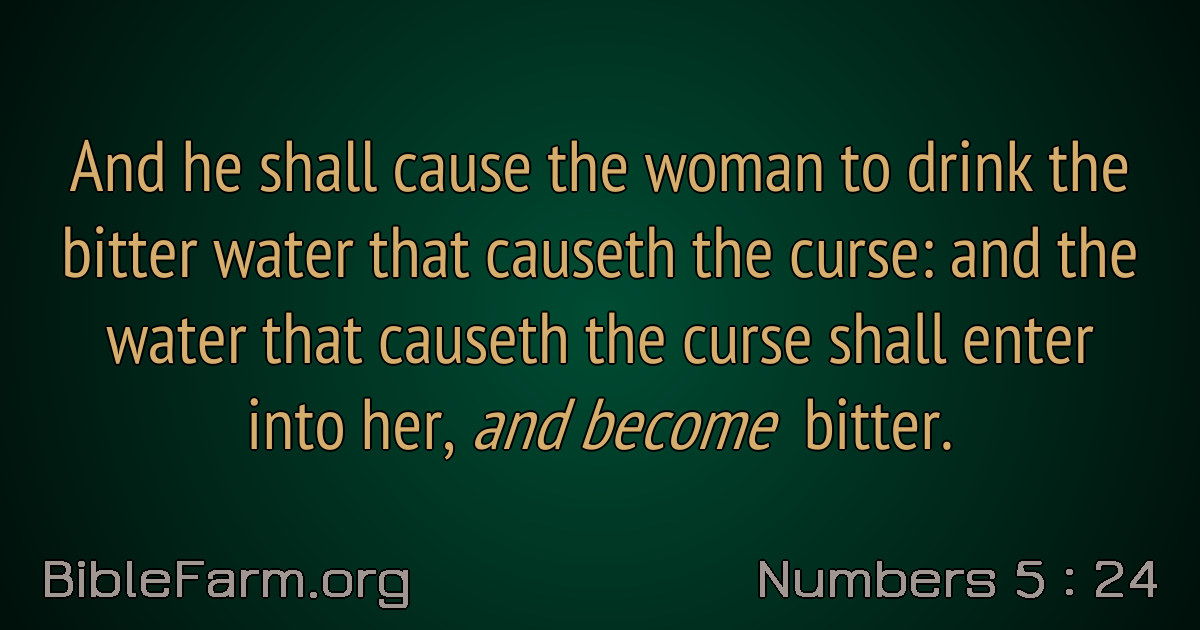 And he shall cause the woman to drink the
bitter water that causeth the curse: and the
water that causeth the curse shall enter
into her, and become bitter.
BibleFarm.org
Numbers 5 : 24